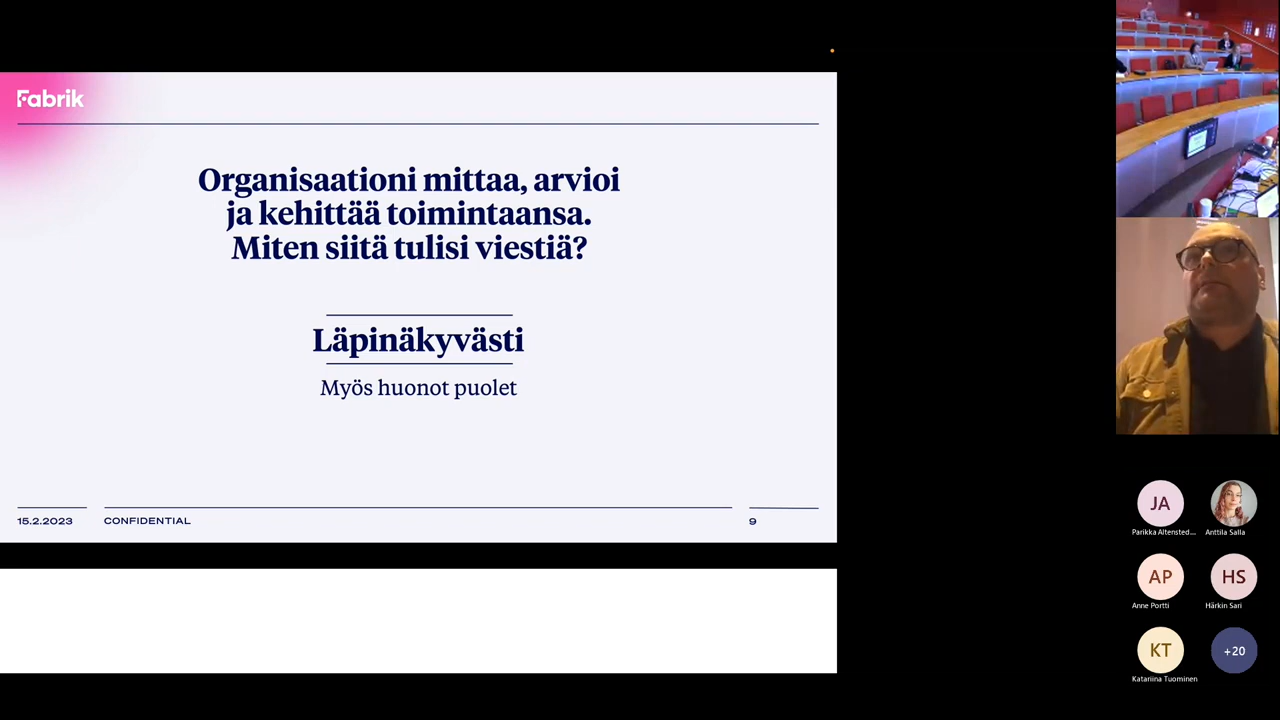 Fabrik
Organisaationi mittaa, arvioi
ja kehittää toimintaansa.
Miten siitä tulisi viestiä?
Läpinäkyvästi
Myös huonot puolet
15.2.2023
CONFIDENTIAL
9
JA
Parikka Altensted...
Anttila Salla
AP
Anne Portti
HS
Härkin Sari
KT
Katariina Tuominen
+20